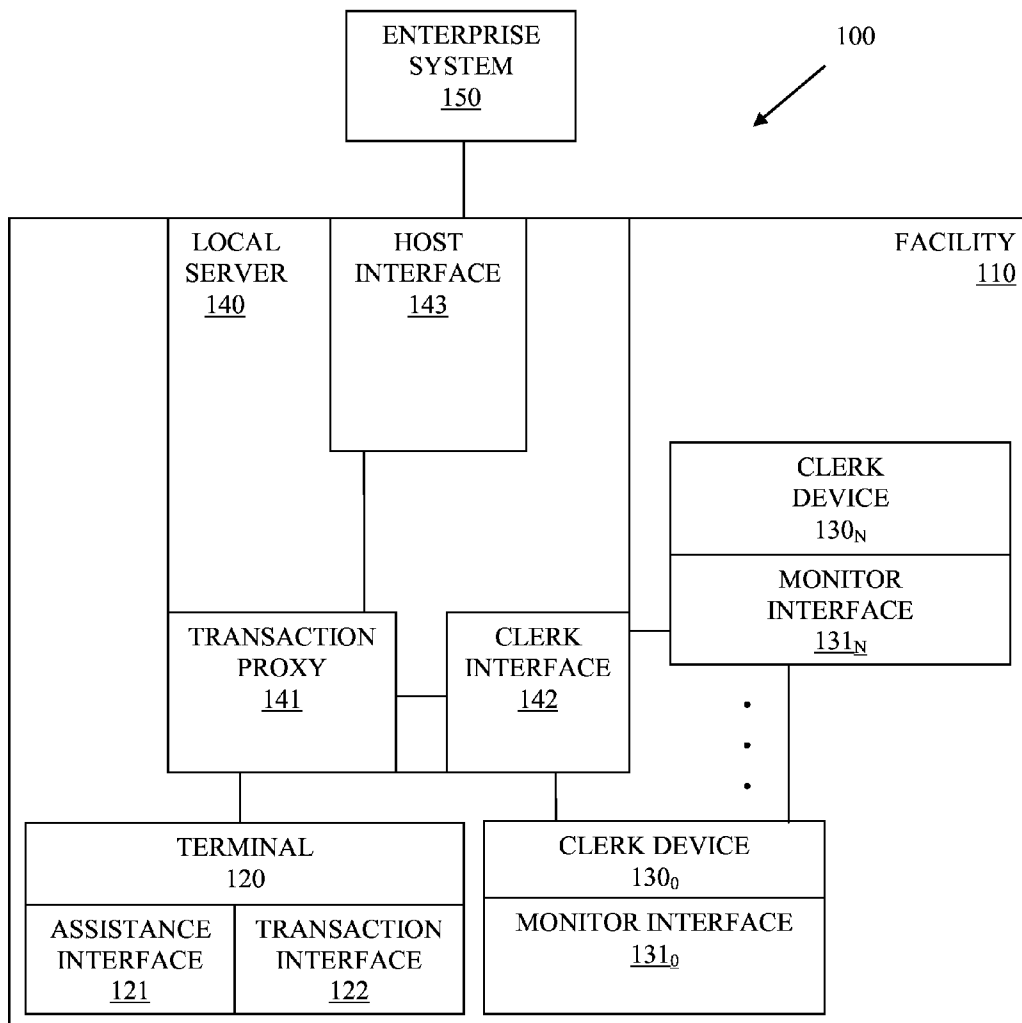 ENTERPRISE
SYSTEM
150
100
LOCAL
SERVER
140
HOST
INTERFACE
143
FACILITY
110
CLERK
DEVICE
130N
MONITOR
INTERFACE
131N
TRANSACTION
PROXY
141
CLERK
INTERFACE
142
TERMINAL
120
ASSISTANCE
INTERFACE
121
TRANSACTION
INTERFACE
122
CLERK DEVICE
1300
MONITOR INTERFACE
1310